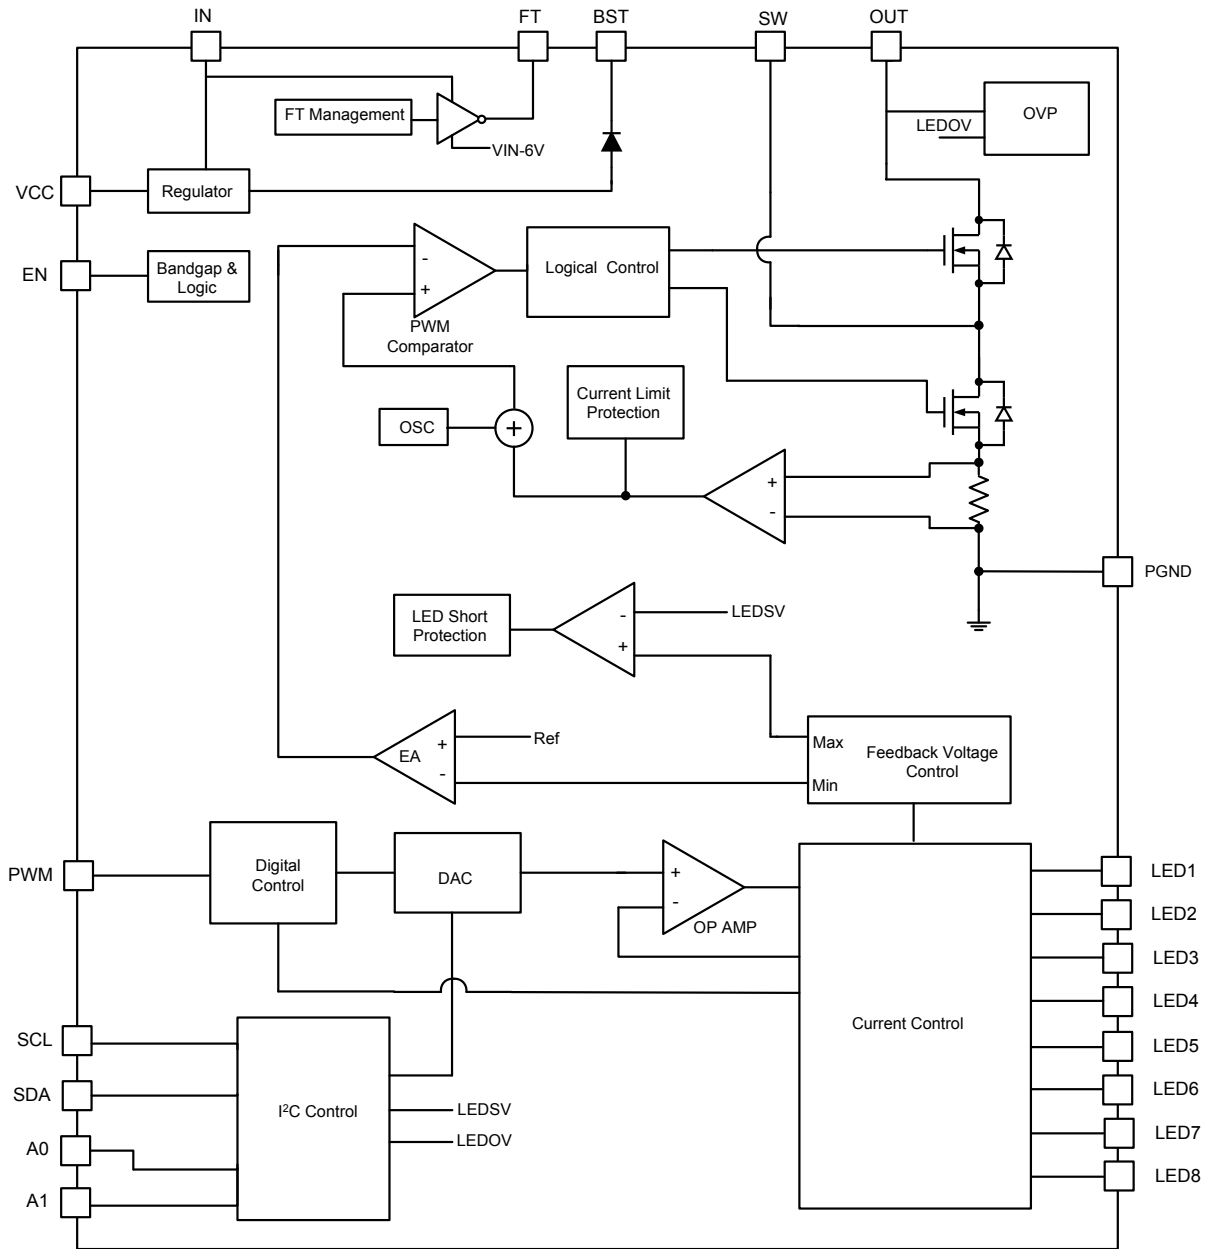 IN
FT
BST
SW
OUT
FT Management
VIN-6V
OVP
LEDOV
VCC
Regulator
EN
Bandgap &
Logic
-
+
PWM
Comparator
Logical Control
OSC
+
Current Limit
Protection
+
-
PGND
LED Short
Protection
-
+
LEDSV
EA
+
-
Ref
Max
Min
Feedback Voltage
Control
PWM
Digital
Control
DAC
+
-
OP AMP
Current Control
LED1
LED2
LED3
LED4
LED5
LED6
LED7
LED8
SCL
SDA
A0
A1
I²C Control
LEDSV
LEDOV